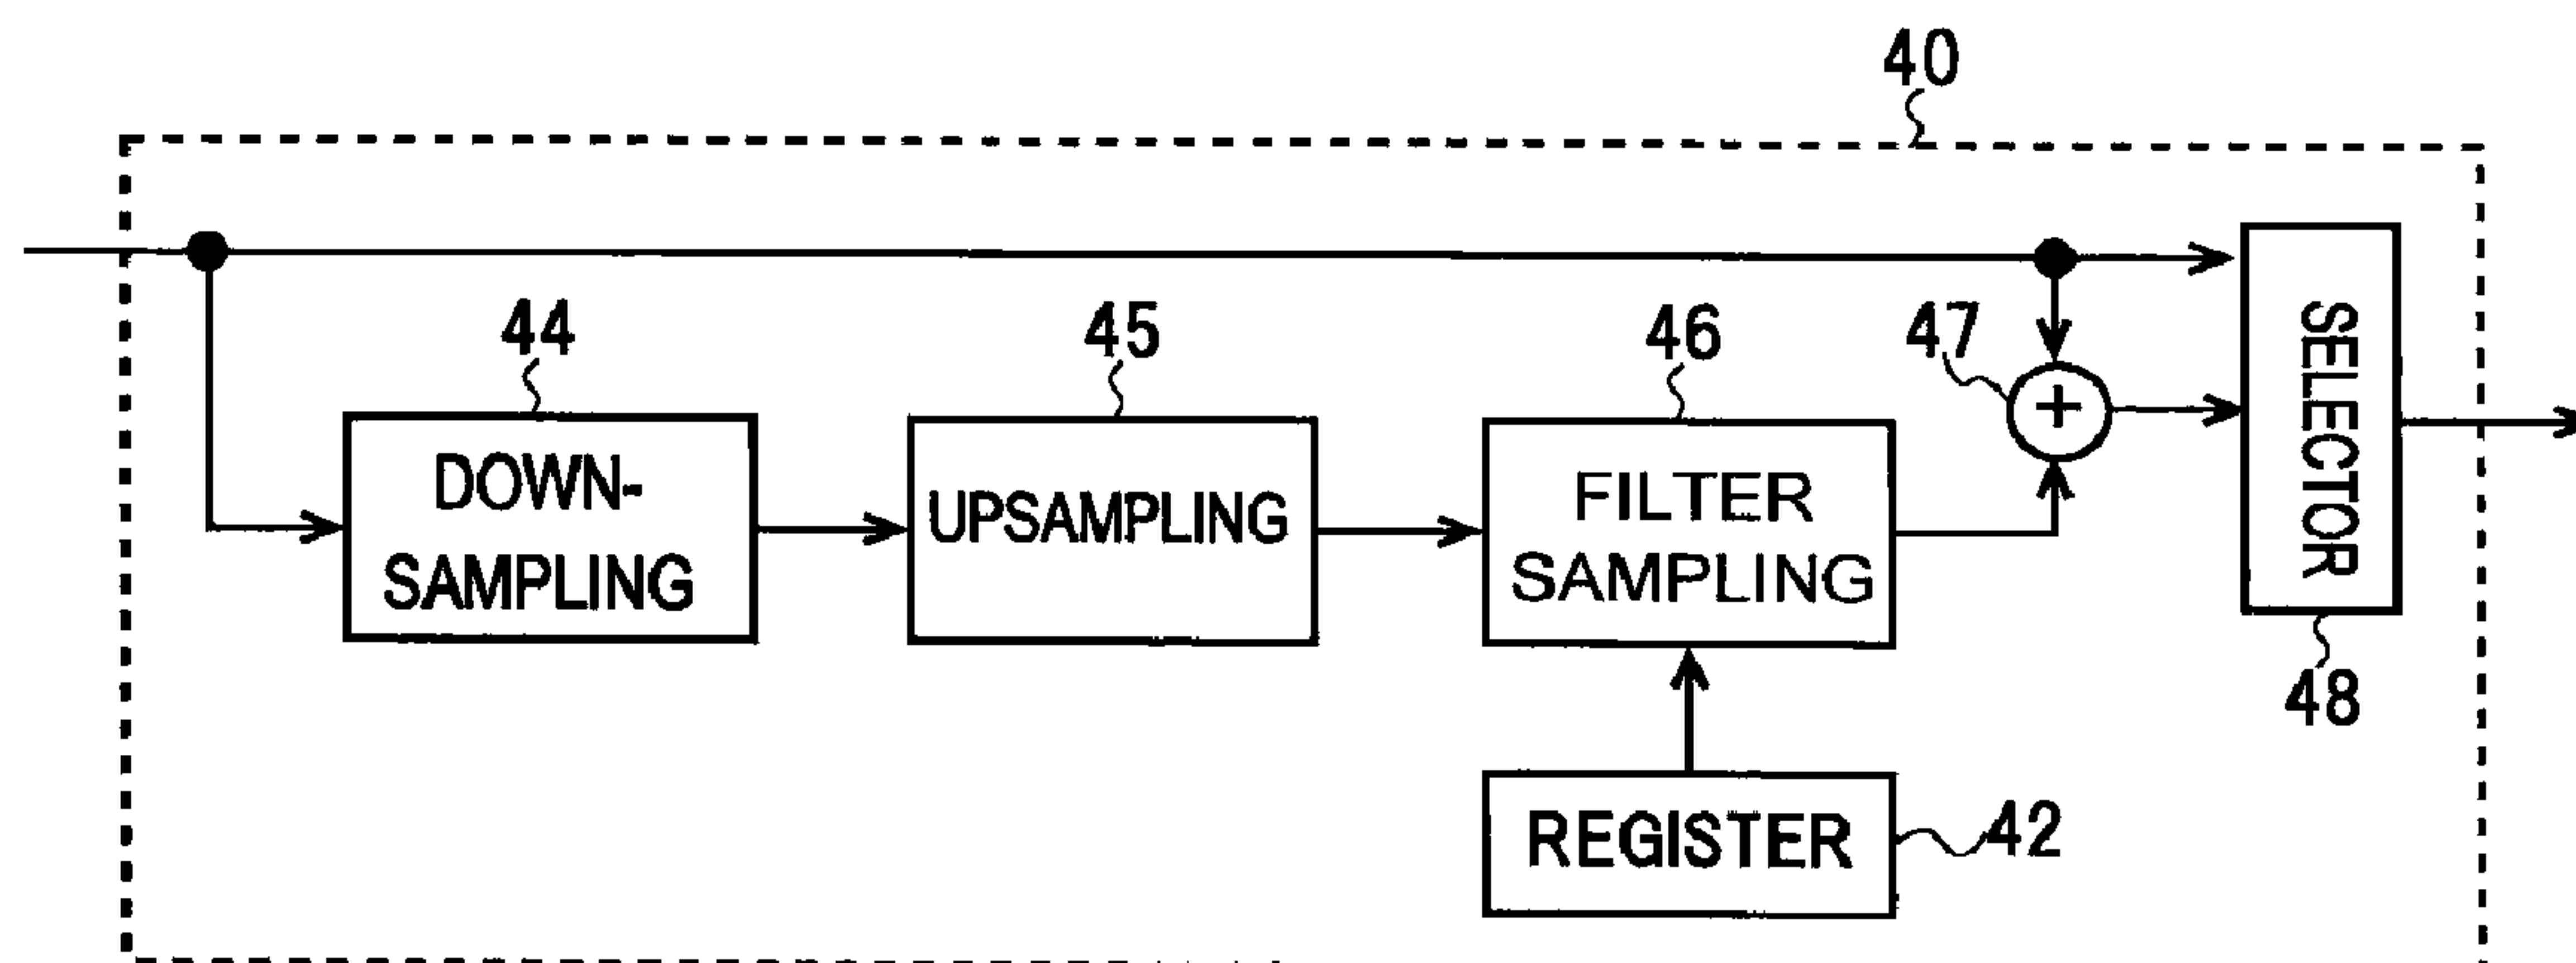 40
44
45
46
47
DOWN-
SAMPLING
UPSAMPLING
FILTER
SAMPLING
+
SELECTOR
48
REGISTER
42